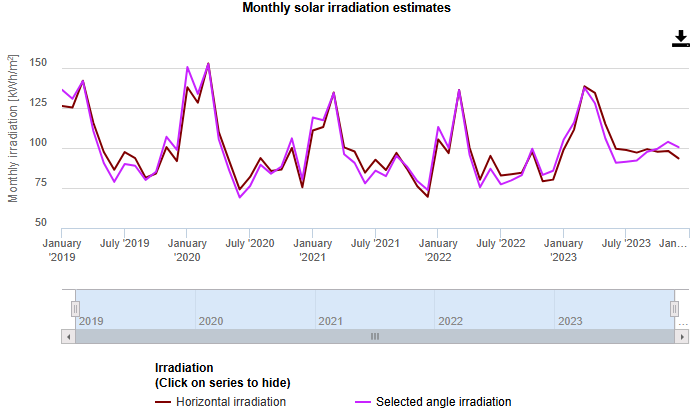 Monthly solar irradiation estimates
Monthly irradiation [kWh/m²]
150
125
100
75
50
January '2019
July '2019
January '2020
July '2020
January '2021
July '2021
January '2022
July '2022
January '2023
July '2023
Jan…
2019
2020
2021
2022
2023
...
Irradiation
(Click on series to hide)
Horizontal irradiation
Selected angle irradiation